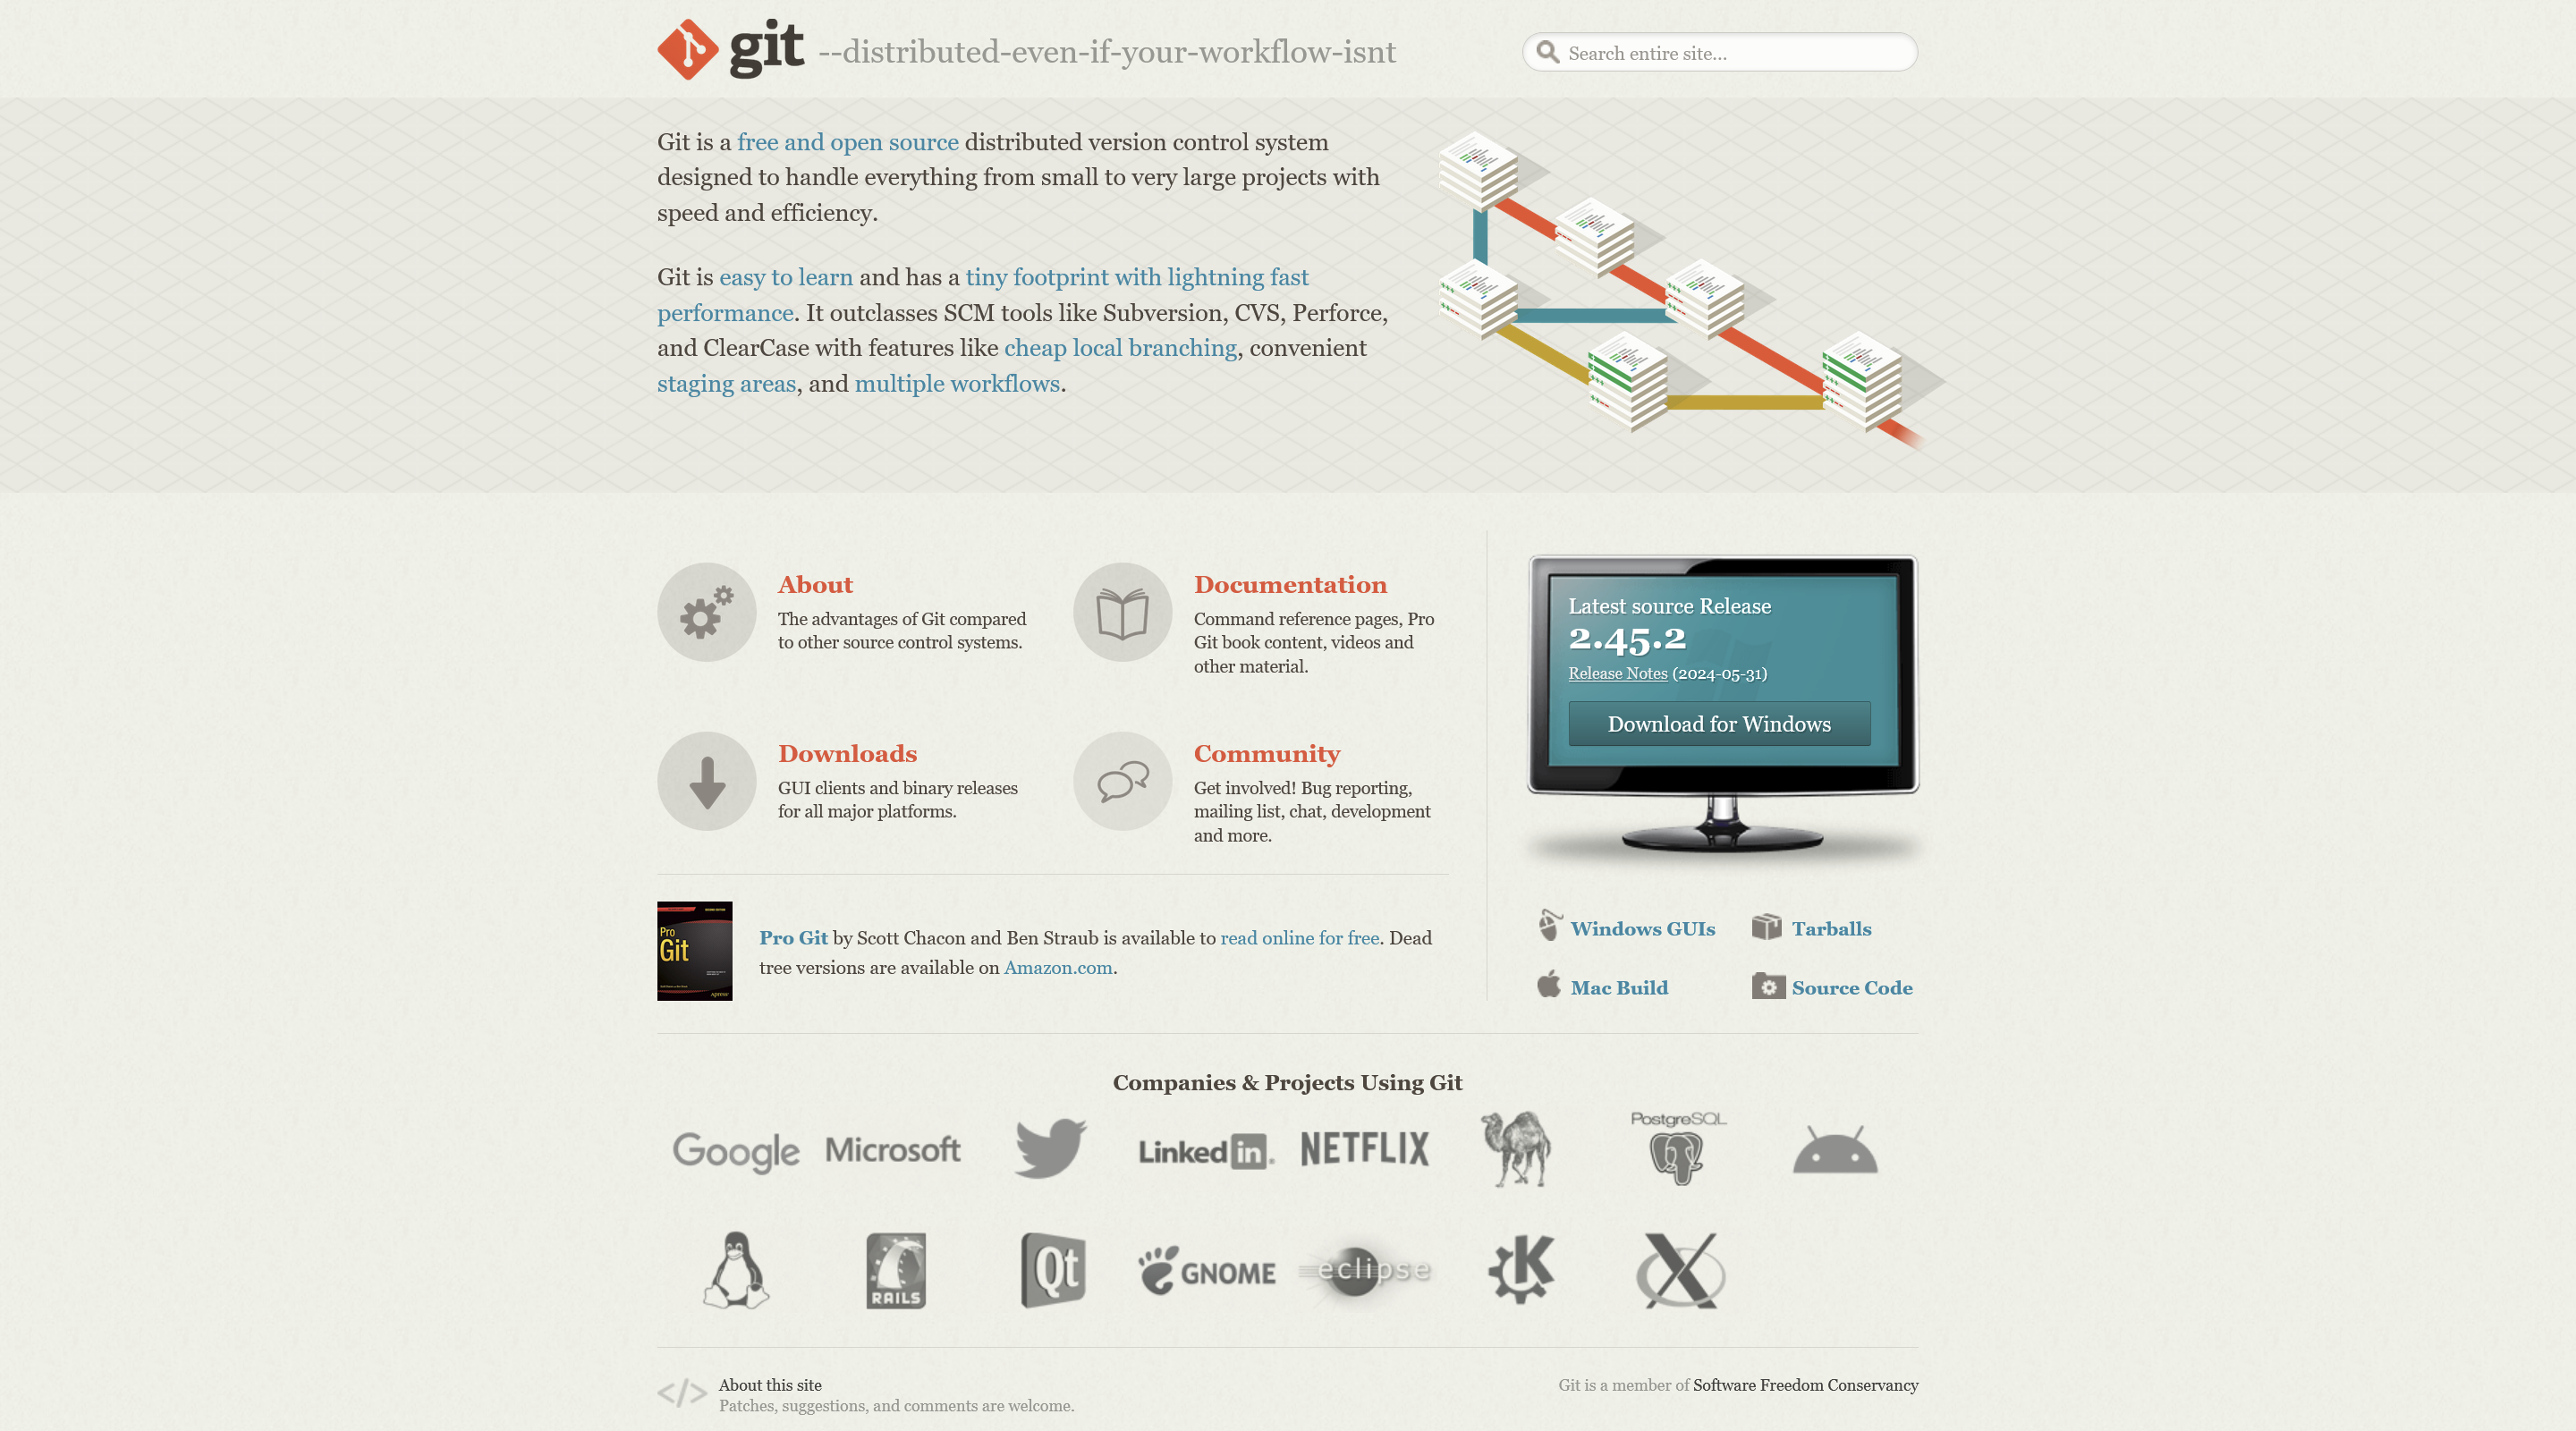 git --distributed-even-if-your-workflow-isnt
Search entire site...
Git is a free and open source distributed version control system
designed to handle everything from small to very large projects with
speed and efficiency.
Git is easy to learn and has a tiny footprint with lightning fast
performance. It outclasses SCM tools like Subversion, CVS, Perforce,
and ClearCase with features like cheap local branching, convenient
staging areas, and multiple workflows.
About
The advantages of Git compared
to other source control systems.
Documentation
Command reference pages, Pro
Git book content, videos and
other material.
Downloads
GUI clients and binary releases
for all major platforms.
Community
Get involved! Bug reporting,
mailing list, chat, development
and more.
Latest source Release
2.45.2
Release Notes (2024-05-31)
Download for Windows
Pro
Git
Apress
Pro Git by Scott Chacon and Ben Straub is available to read online for free. Dead
tree versions are available on Amazon.com.
Windows GUIs
Tarballs
Mac Build
Source Code
Companies & Projects Using Git
Google Microsoft Linked in NETFLIX PostgreSQL
RAILS Qt GNOME eclipse K X
About this site
Patches, suggestions, and comments are welcome.
Git is a member of Software Freedom Conservancy